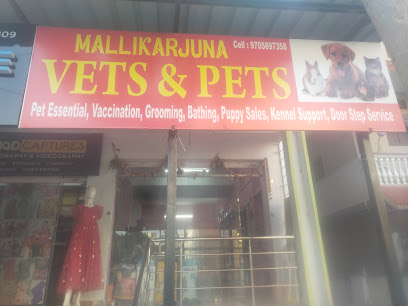 MALLIKARJUNA
Cell : 9705697358
VETS & PETS
Pet Essential, Vaccination, Grooming, Bathing, Puppy Sales, Kennel Support, Door Step Service
CAPTURES